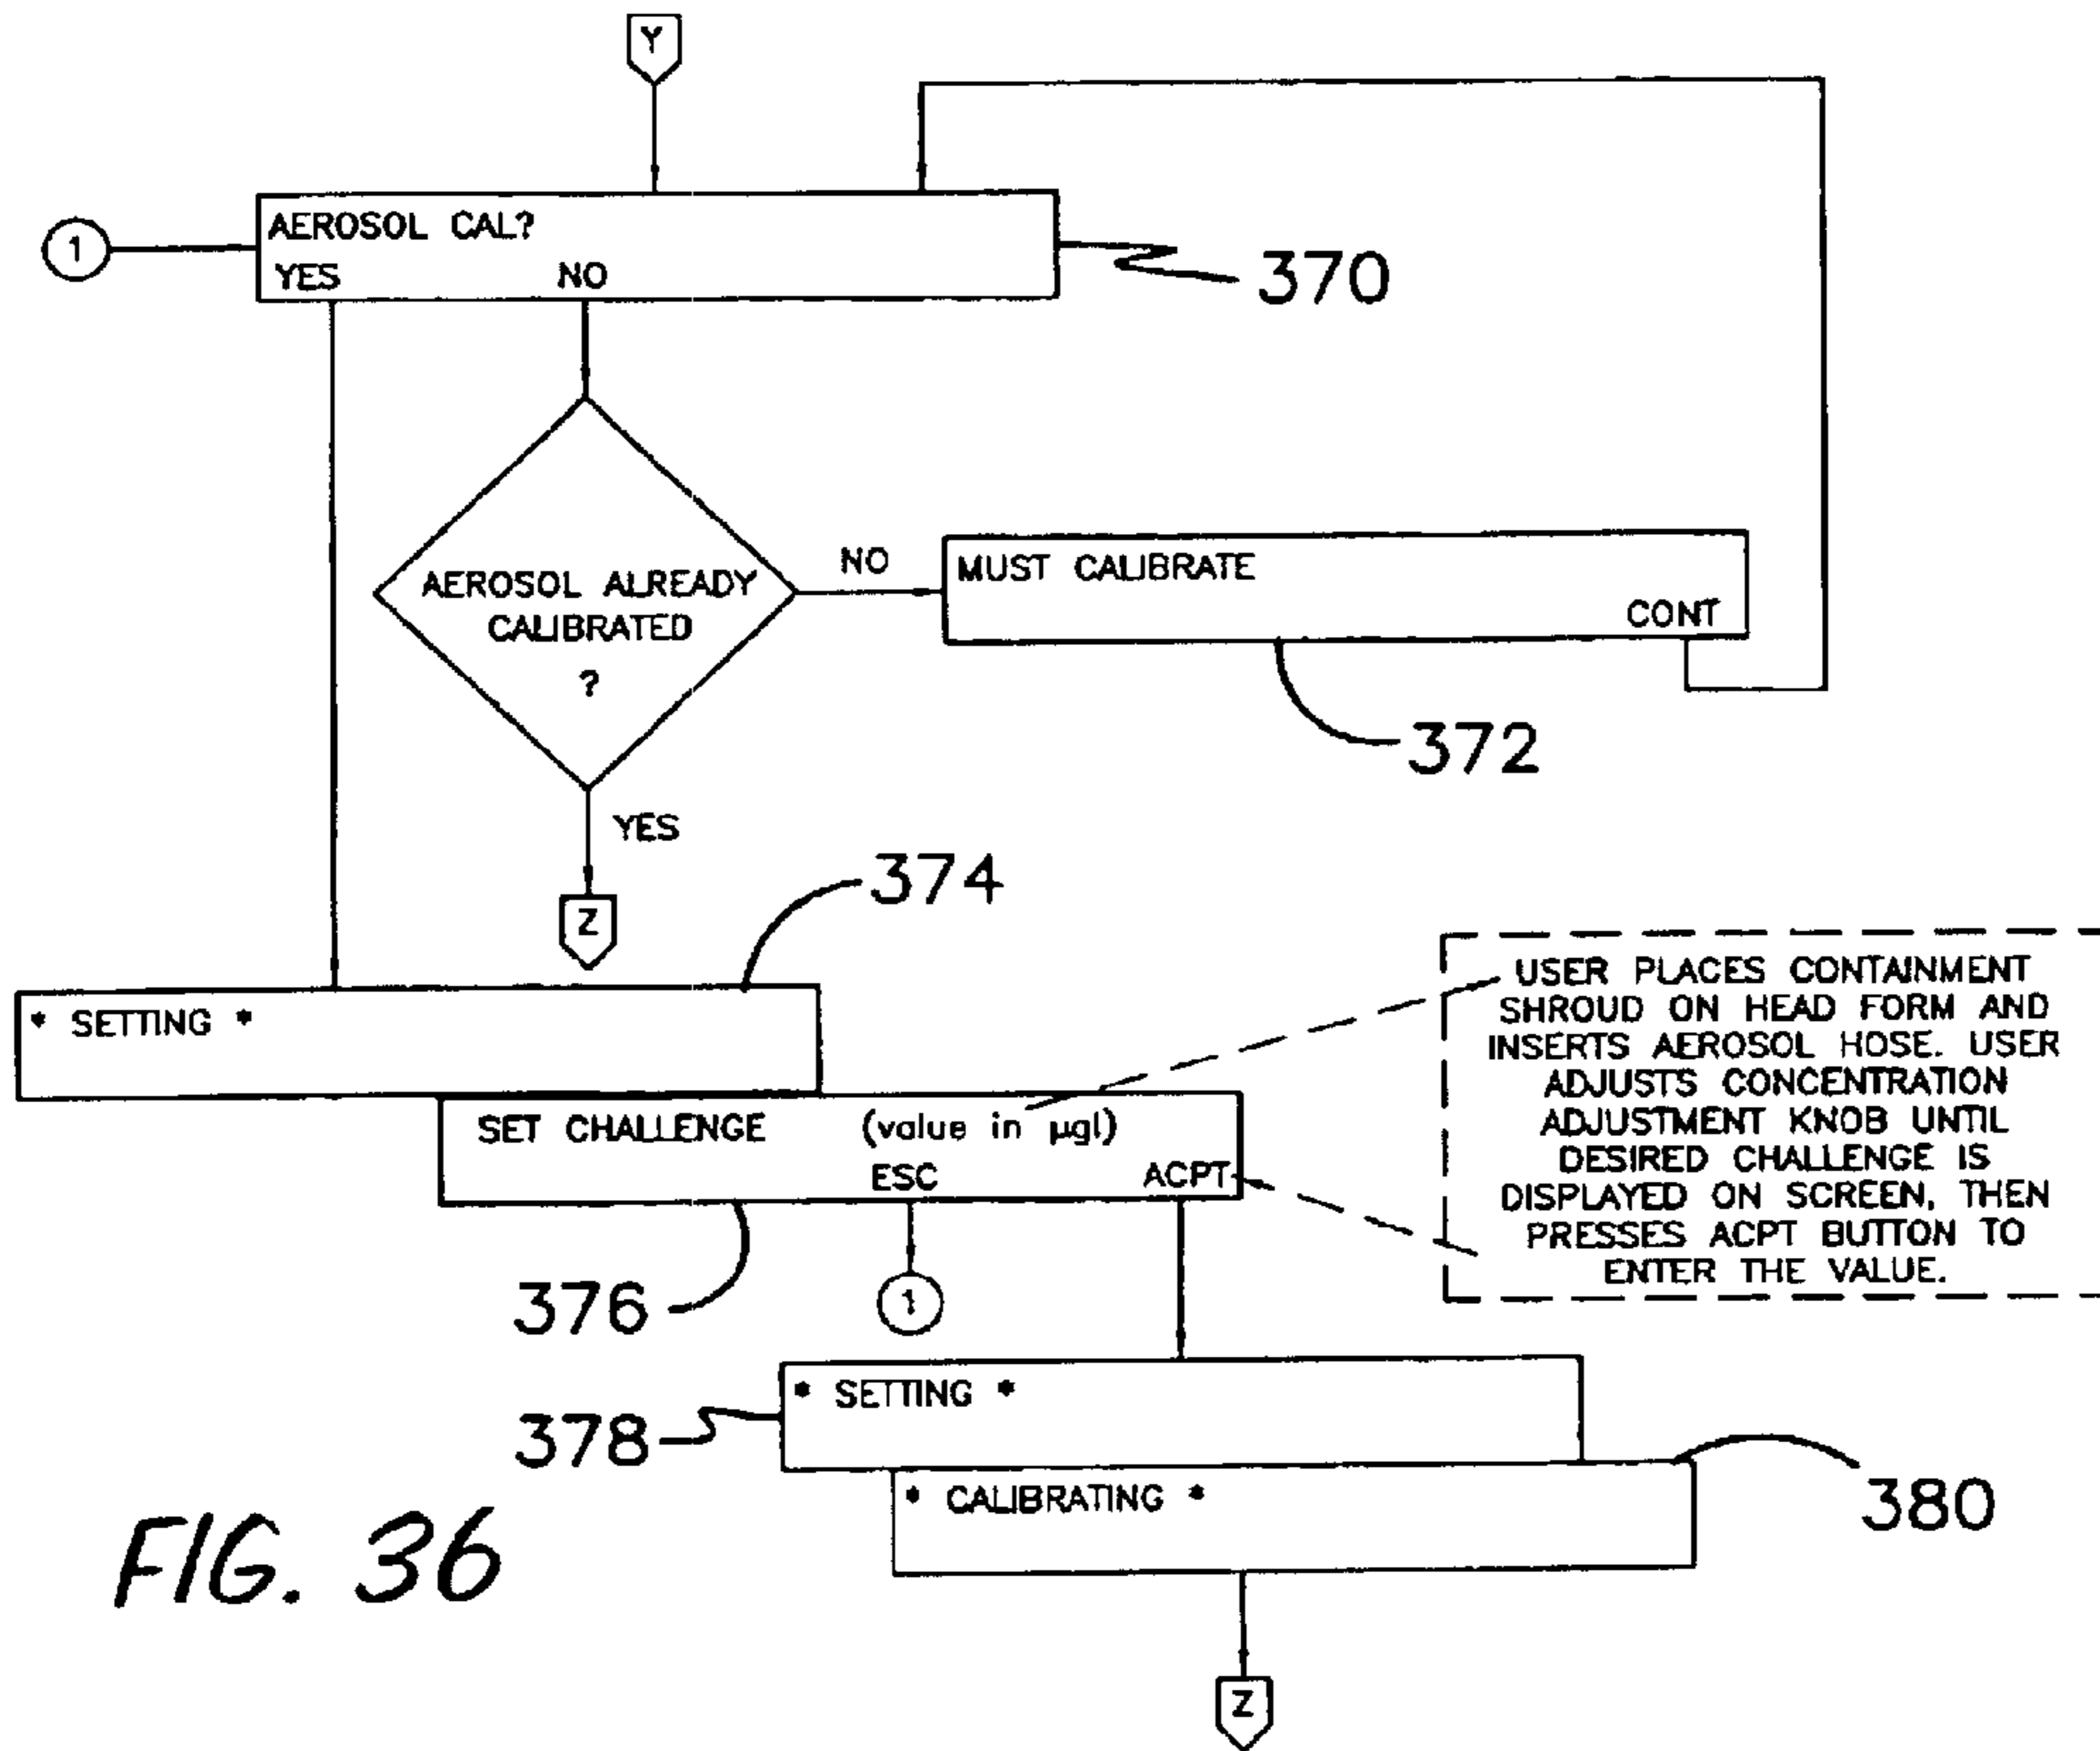 Y
AEROSOL CAL?
1
YES NO
370
AEROSOL ALREADY
CALIBRATED
?
NO
MUST CALIBRATE
CONT
372
YES
Z
374
* SETTING *
USER PLACES CONTAINMENT
SHROUD ON HEAD FORM AND
INSERTS AEROSOL HOSE. USER
ADJUSTS CONCENTRATION
ADJUSTMENT KNOB UNTIL
DESIRED CHALLENGE IS
DISPLAYED ON SCREEN, THEN
PRESSES ACPT BUTTON TO
ENTER THE VALUE.
SET CHALLENGE (value in µgl)
ESC ACPT
376
1
* SETTING *
378
* CALIBRATING *
380
Z
FIG. 36